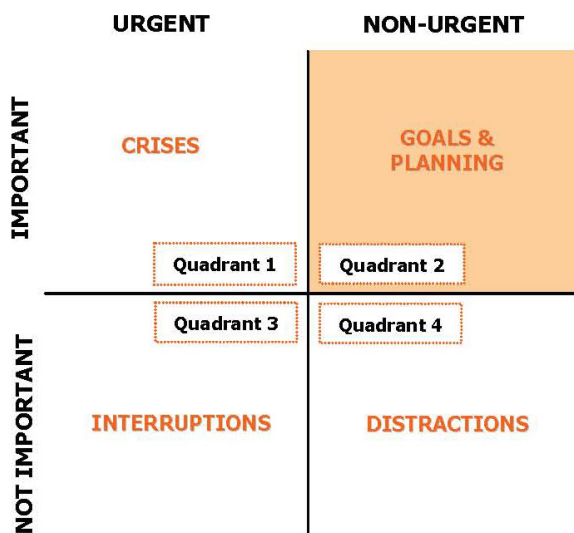 URGENT
NON-URGENT
IMPORTANT
CRISES
GOALS &
PLANNING
Quadrant 1
Quadrant 2
Quadrant 3
Quadrant 4
NOT IMPORTANT
INTERRUPTIONS
DISTRACTIONS